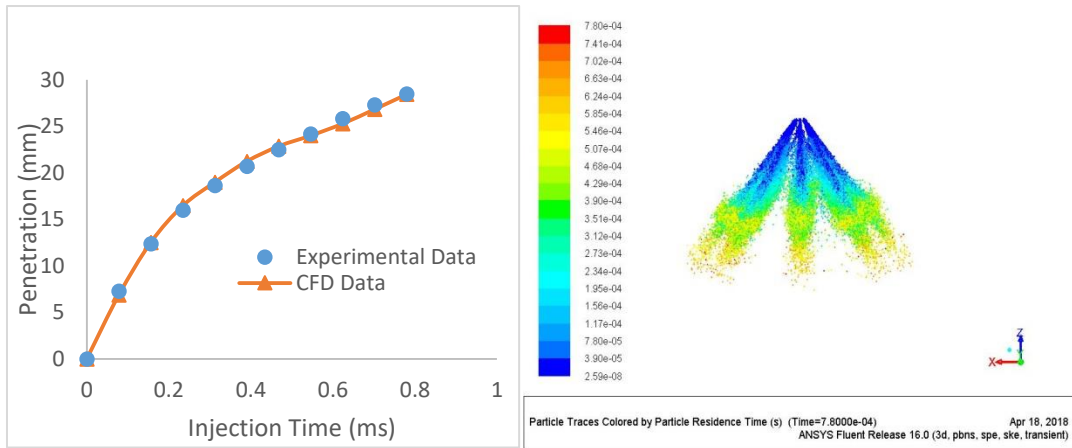 30
25
20
15
10
5
0
Penetration (mm)
Experimental Data
CFD Data
0 0.2 0.4 0.6 0.8 1
Injection Time (ms)
7.80e-04
7.41e-04
7.02e-04
6.63e-04
6.24e-04
5.85e-04
5.46e-04
5.07e-04
4.68e-04
4.29e-04
3.90e-04
3.51e-04
3.12e-04
2.73e-04
2.34e-04
1.95e-04
1.56e-04
1.17e-04
7.80e-05
3.90e-05
2.59e-08
Z
Y
X
Particle Traces Colored by Particle Residence Time (s) (Time=7.8000e-04) Apr 18, 2018
ANSYS Fluent Release 16.0 (3d, pbns, spe, ske, transient)